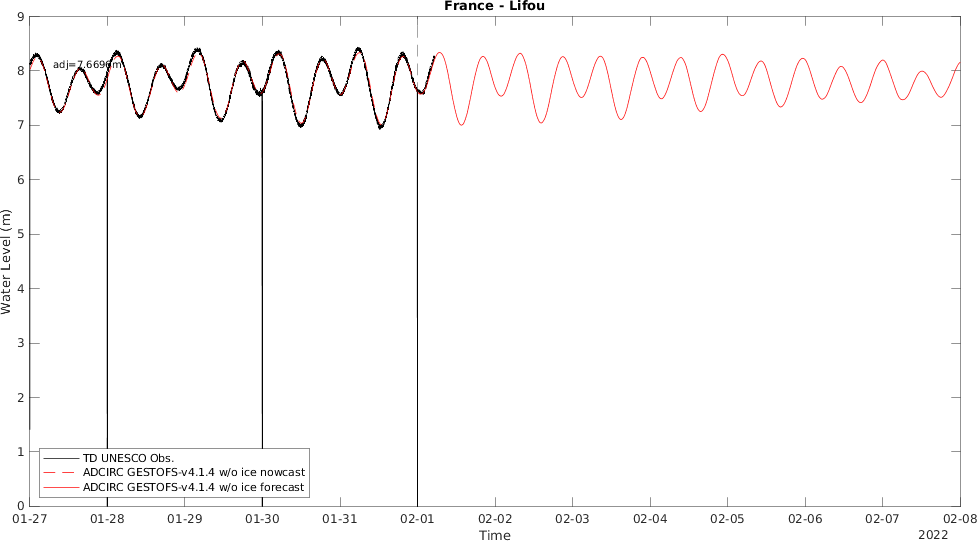 France - Lifou
9
8
7
6
5
4
3
2
1
0
Water Level (m)
adj=7.6696m
TD UNESCO Obs.
ADCIRC GESTOFS-v4.1.4 w/o ice nowcast
ADCIRC GESTOFS-v4.1.4 w/o ice forecast
01-27 01-28 01-29 01-30 01-31 02-01 02-02 02-03 02-04 02-05 02-06 02-07 02-08
Time
2022